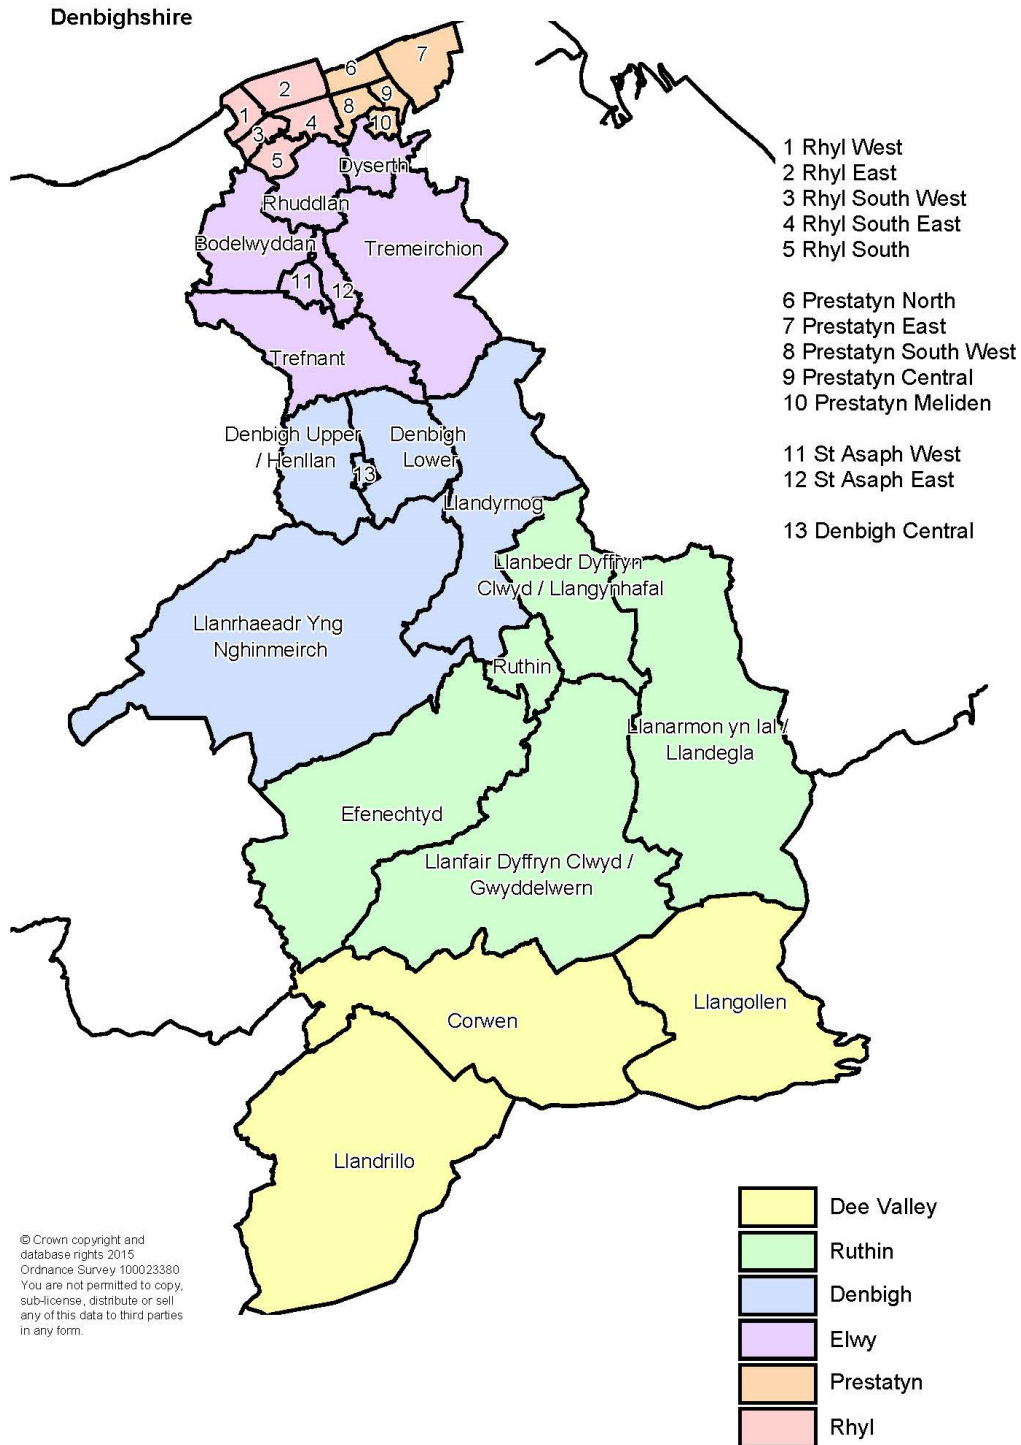 Denbighshire
7
6
2
9
8
1
10
4
3
5
Dyserth
Rhuddlan
Bodelwyddan
Tremeirchion
11
12
Trefnant
Denbigh Upper
/ Henllan
Denbigh
Lower
13
Llandyrnog
Llanbedr Dyffryn
Clwyd / Llangynhafal
Llanrhaeadr Yng
Nghinmeirch
Ruthin
Llanarmon yn Ial /
Llandegla
Efenechtyd
Llanfair Dyffryn Clwyd /
Gwyddelwern
Llangollen
Corwen
Llandrillo
1 Rhyl West
2 Rhyl East
3 Rhyl South West
4 Rhyl South East
5 Rhyl South
6 Prestatyn North
7 Prestatyn East
8 Prestatyn South West
9 Prestatyn Central
10 Prestatyn Meliden
11 St Asaph West
12 St Asaph East
13 Denbigh Central
© Crown copyright and
database rights 2015
Ordnance Survey 100023380
You are not permitted to copy,
sub-license, distribute or sell
any of this data to third parties
in any form.
Dee Valley
Ruthin
Denbigh
Elwy
Prestatyn
Rhyl